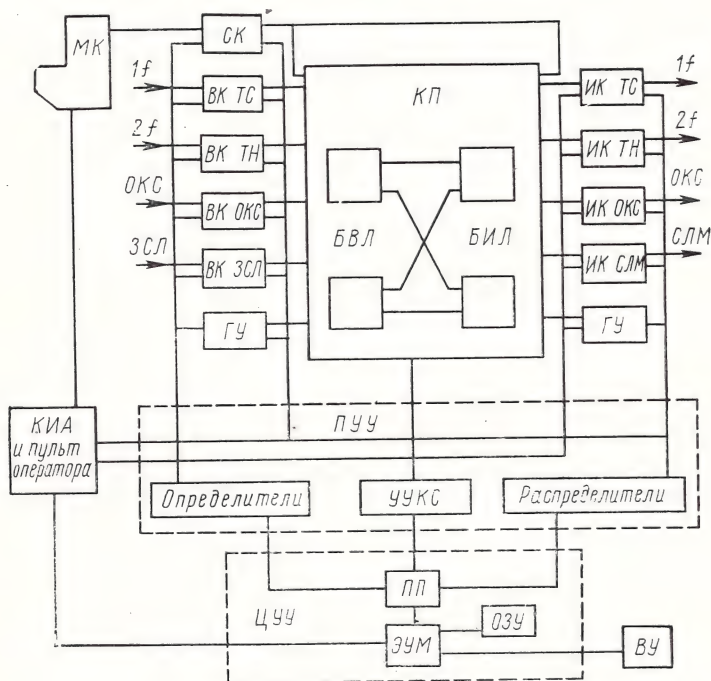 МК
СК
1f
ВК ТС
2f
ВК ТН
ОКС
ВК ОКС
ЗСЛ
ВК ЗСЛ
ГУ
КП
БВЛ
БИЛ
1f
ИК ТС
2f
ИК ТН
ОКС
ИК ОКС
СЛМ
ИК СЛМ
ГУ
КИА
и пульт
оператора
ПУУ
Определители
УУКС
Распределители
ЦУУ
ПП
ОЗУ
ЭУМ
ВУ